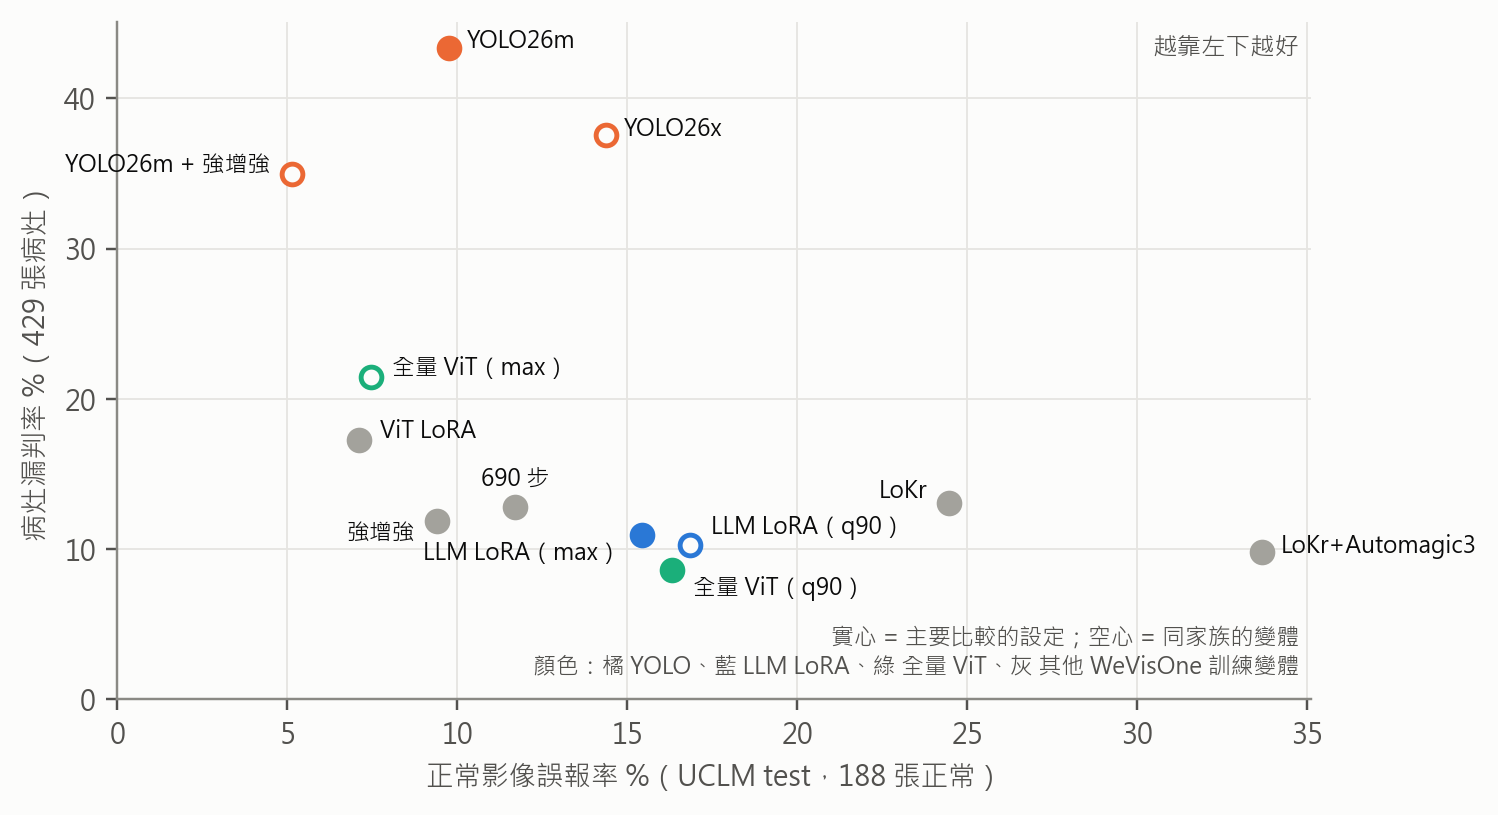 YOLO26m
越靠左下越好
40
YOLO26x
YOLO26m + 強增強
30
全量 ViT（max）
20
ViT LoRA
690 步
LoKr
強增強
LLM LoRA（q90）
LLM LoRA（max）
LoKr+Automagic3
10
全量 ViT（q90）
實心 = 主要比較的設定；空心 = 同家族的變體
顏色：橘 YOLO、藍 LLM LoRA、綠 全量 ViT、灰 其他 WeVisOne 訓練變體
0
0 5 10 15 20 25 30 35
正常影像誤報率 %（UCLM test．188 張正常）
病灶漏判率 %（429 張病灶）